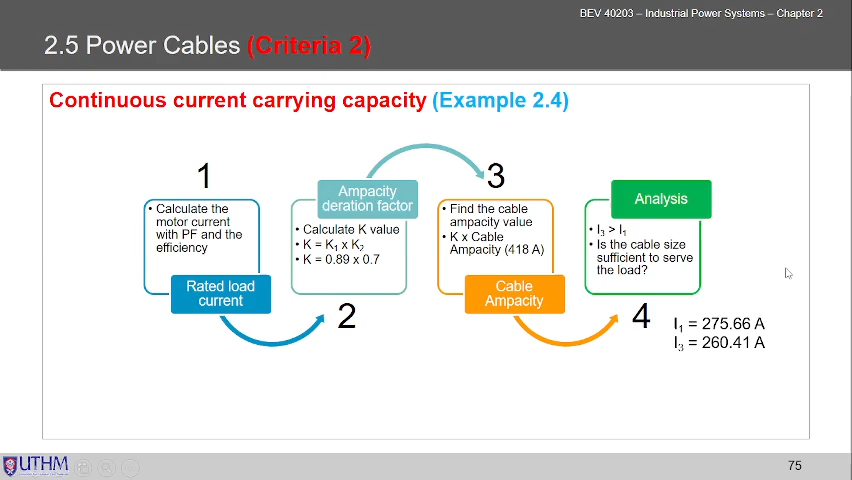 BEV 40203 – Industrial Power Systems – Chapter 2
2.5 Power Cables (Criteria 2)
Continuous current carrying capacity (Example 2.4)
1
• Calculate the
motor current
with PF and the
efficiency
Rated load
current
Ampacity
deration factor
• Calculate K value
• K = K₁ x K₂
• K = 0.89 x 0.7
2
3
• Find the cable
ampacity value
• K x Cable
Ampacity (418 A)
Cable
Ampacity
Analysis
• I₃ > I₁
• Is the cable size
sufficient to serve
the load?
4
I₁ = 275.66 A
I₃ = 260.41 A
UTHM
75